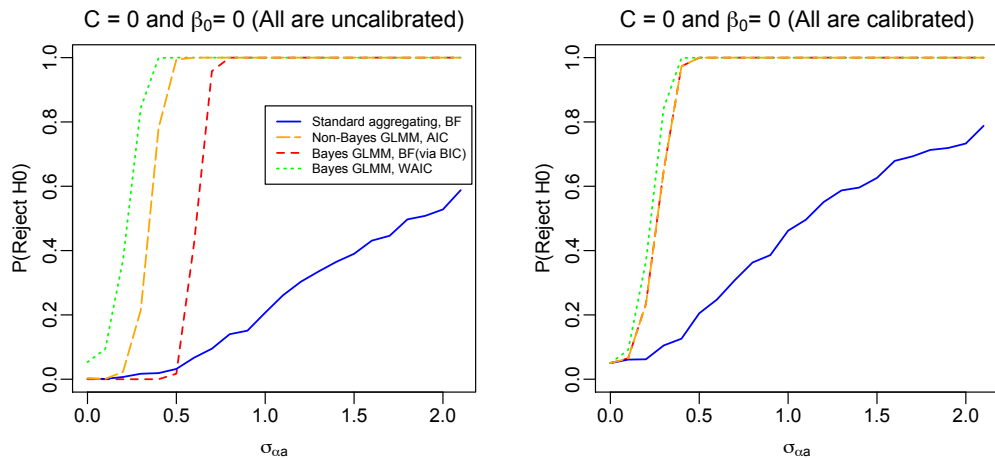 C = 0 and β0= 0 (All are uncalibrated)
P(Reject H0)
1.0
0.8
0.6
0.4
0.2
0.0
Standard aggregating, BF
Non-Bayes GLMM, AIC
Bayes GLMM, BF(via BIC)
Bayes GLMM, WAIC
0.0 0.5 1.0 1.5 2.0
σαa
C = 0 and β0= 0 (All are calibrated)
P(Reject H0)
1.0
0.8
0.6
0.4
0.2
0.0
0.0 0.5 1.0 1.5 2.0
σαa